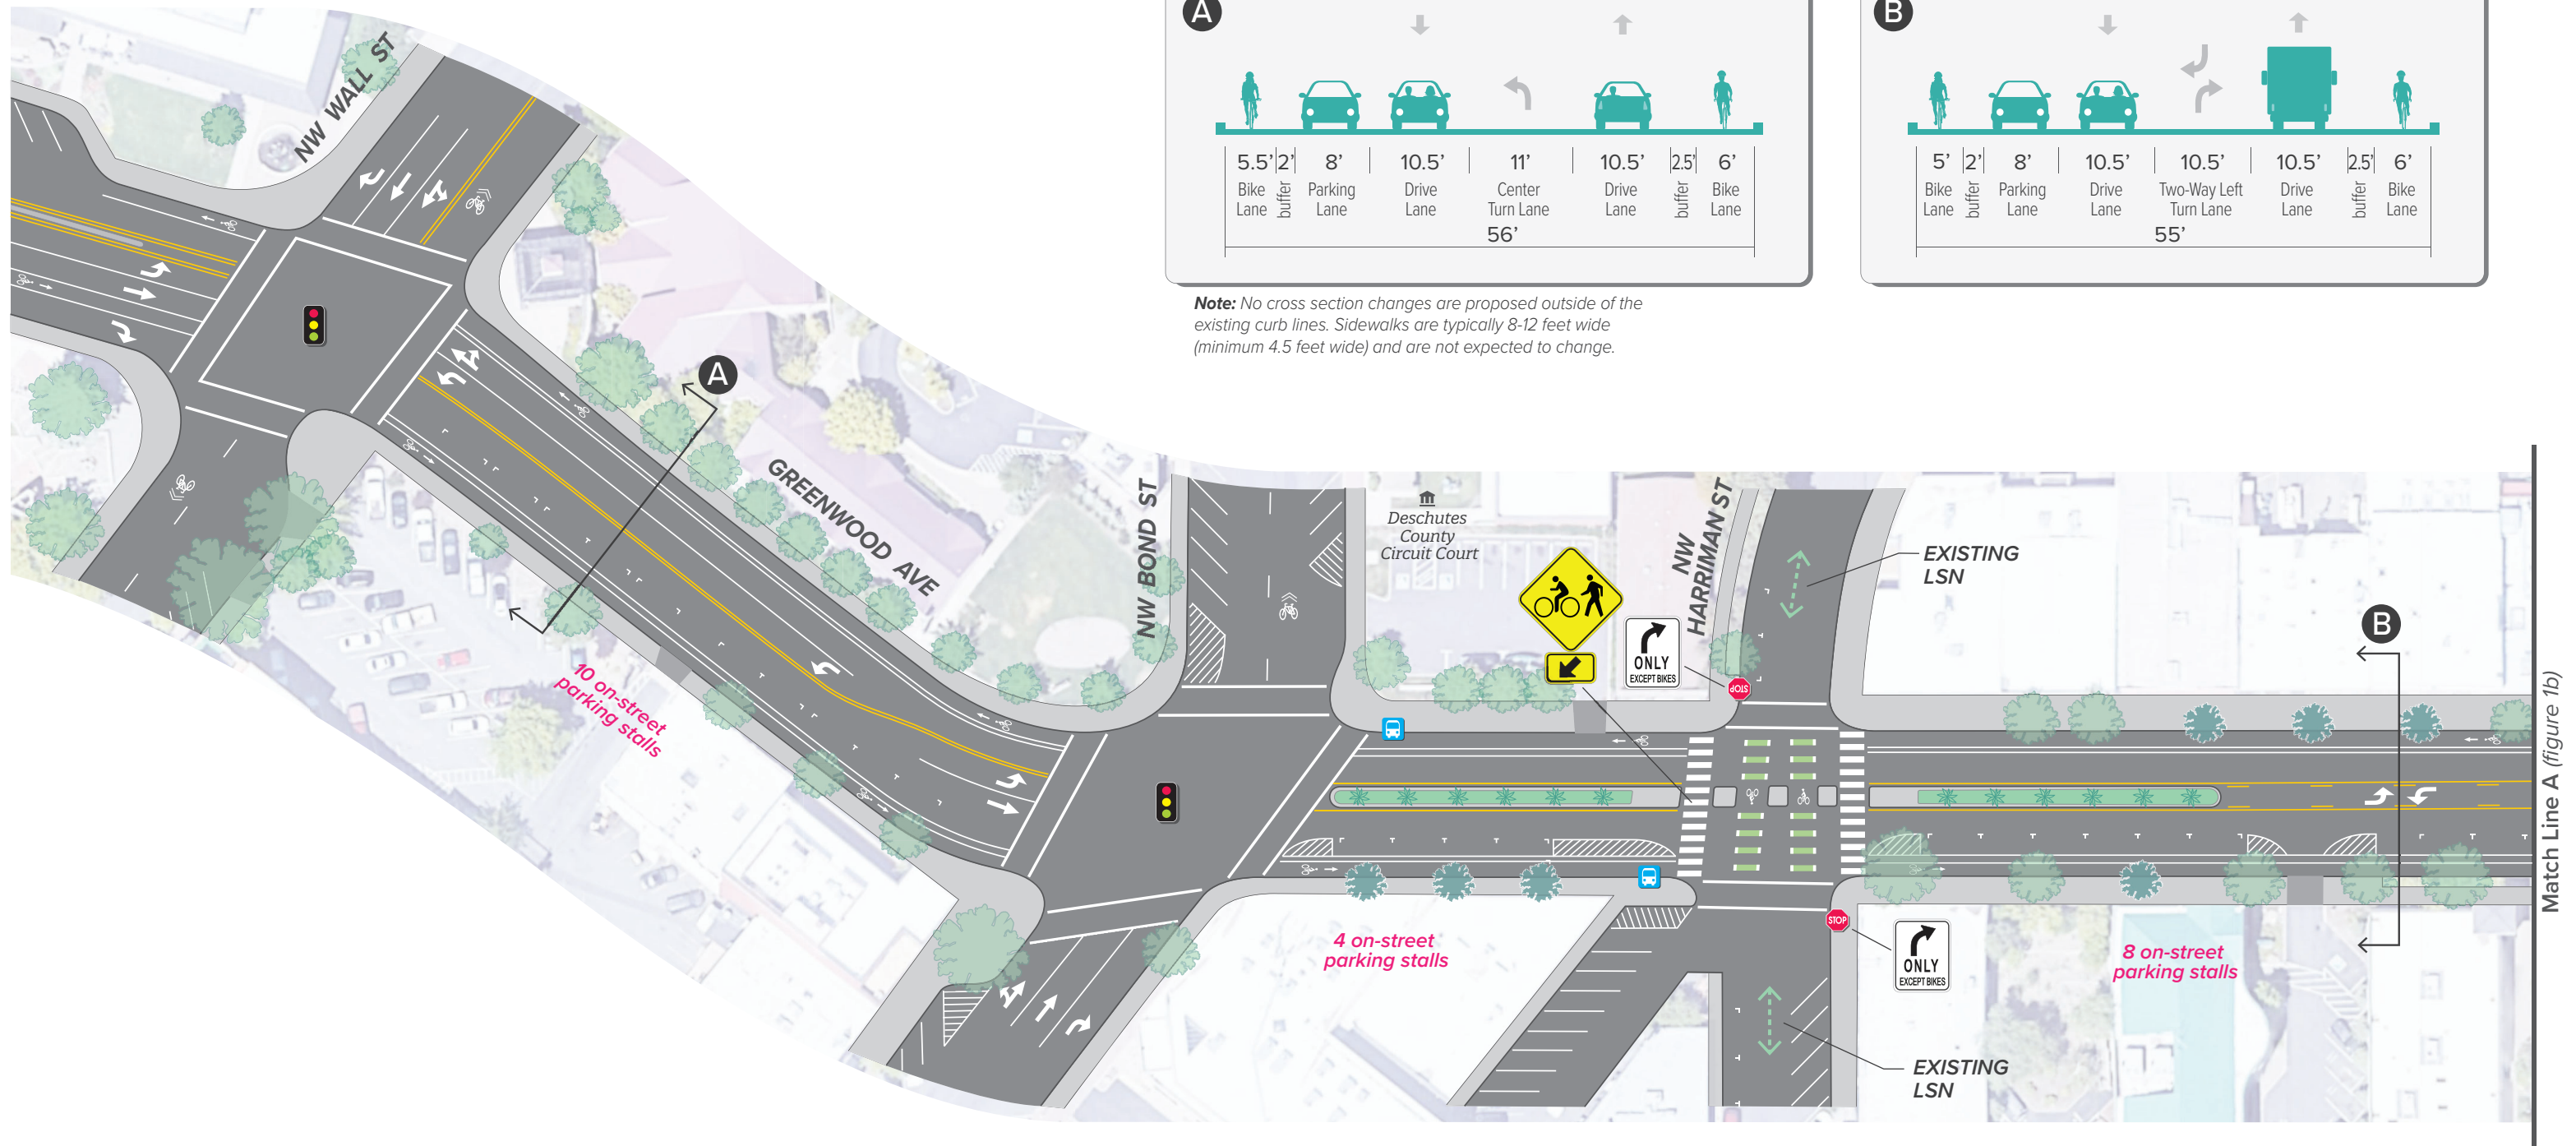 A
5.5’ 2’ 8’ 10.5’ 11’ 10.5’ 2.5’ 6’
Bike Lane buffer Parking Lane Drive Lane Center Turn Lane Drive Lane buffer Bike Lane
56’
Note: No cross section changes are proposed outside of the
existing curb lines. Sidewalks are typically 8-12 feet wide
(minimum 4.5 feet wide) and are not expected to change.
B
5’ 2’ 8’ 10.5’ 10.5’ 10.5’ 2.5’ 6’
Bike Lane buffer Parking Lane Drive Lane Two-Way Left Turn Lane Drive Lane buffer Bike Lane
55’
NW WALL ST
A
GREENWOOD AVE
10 on-street
parking stalls
NW BOND ST
Deschutes
County
Circuit Court
NW
HARRIMAN ST
ONLY
EXCEPT BIKES
STOP
EXISTING
LSN
B
4 on-street
parking stalls
STOP
ONLY
EXCEPT BIKES
8 on-street
parking stalls
EXISTING
LSN
Match Line A (figure 1b)